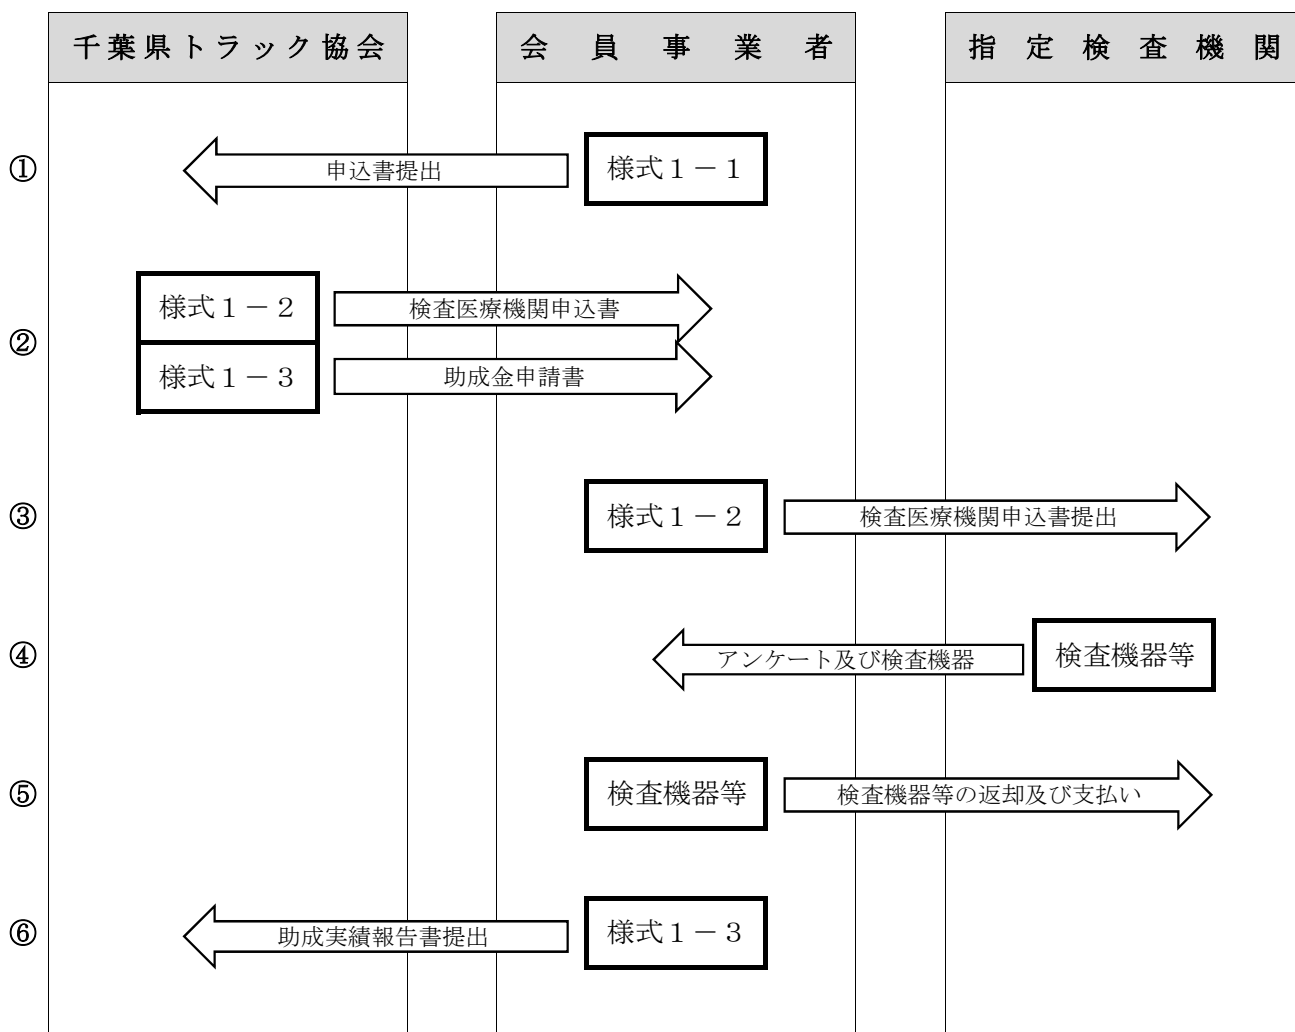 千葉県トラック協会
会員事業者
指定検査機関
①
申込書提出
様式１－１
②
様式１－２
検査医療機関申込書
様式１－３
助成金申請書
③
様式１－２
検査医療機関申込書提出
④
アンケート及び検査機器
検査機器等
⑤
検査機器等
検査機器等の返却及び支払い
⑥
助成実績報告書提出
様式１－３